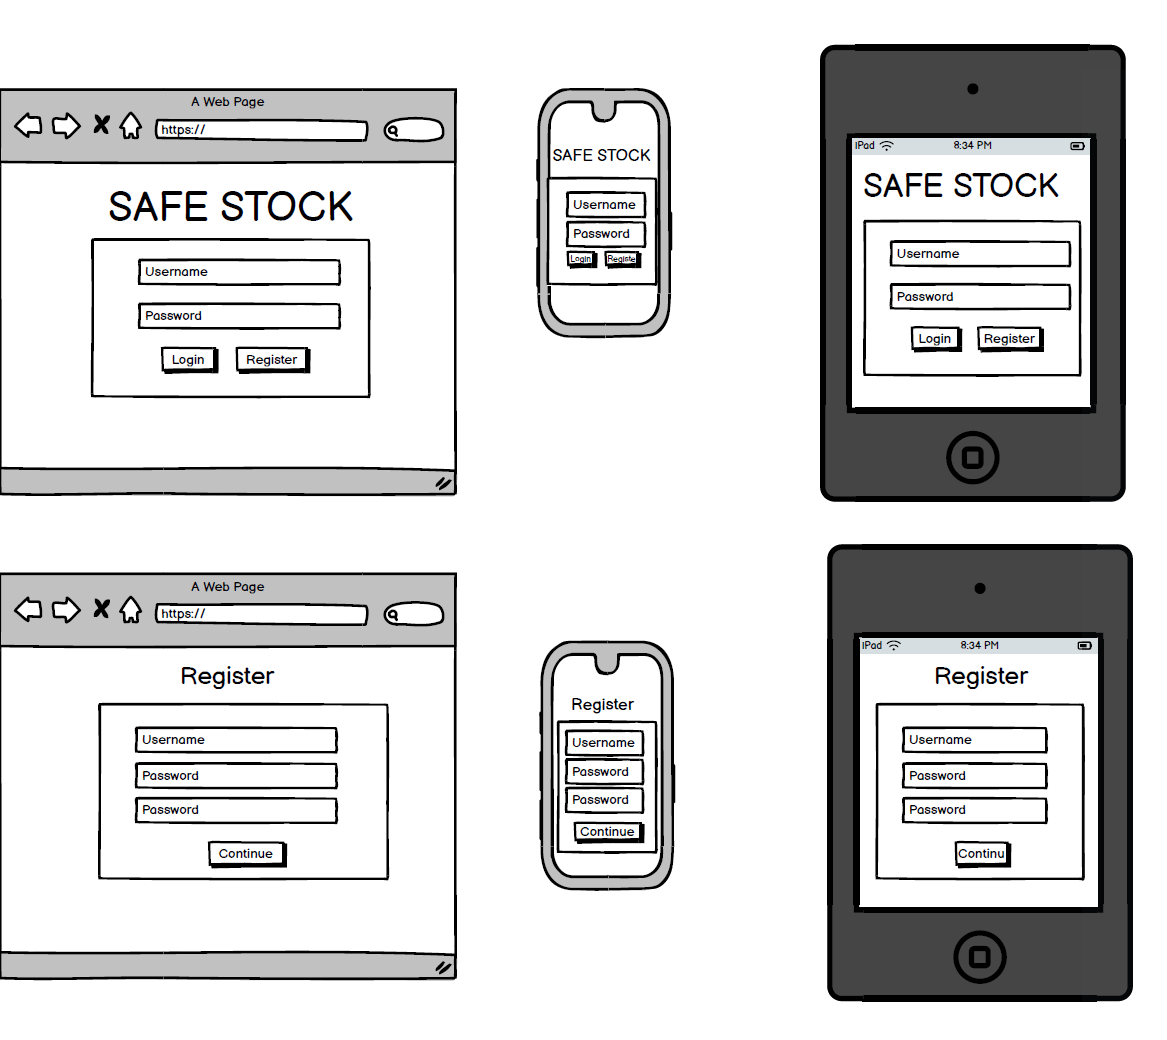 A Web Page
https://
SAFE STOCK
Username
Password
Login Register
SAFE STOCK
Username
Password
Login Registe
iPad 8:34 PM
SAFE STOCK
Username
Password
Login Register
A Web Page
https://
Register
Username
Password
Password
Continue
Register
Username
Password
Password
Continue
iPad 8:34 PM
Register
Username
Password
Password
Continu